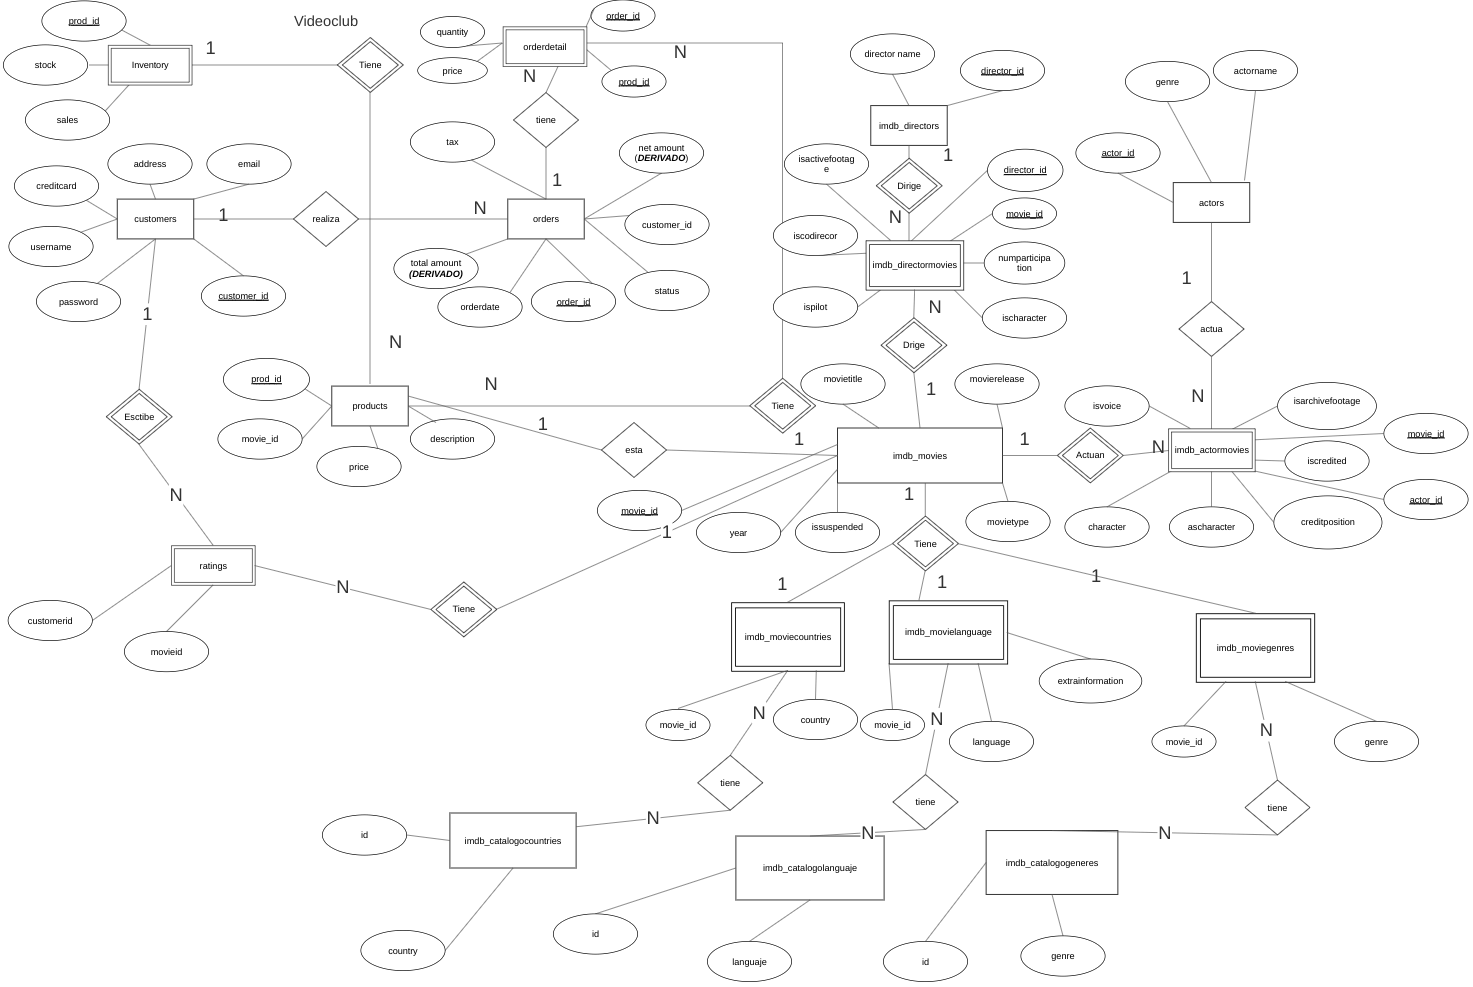 Videoclub
prod_id
stock
sales
Inventory
1
Tiene
quantity
price
orderdetail
order_id
prod_id
N
N
tiene
tax
net amount
(DERIVADO)
1
director name
director_id
imdb_directors
1
isactivefootag
e
Dirige
director_id
N
movie_id
iscodirecor
imdb_directormovies
numparticipa
tion
ispilot
ischaracter
N
Drige
1
genre
actorname
actor_id
actors
1
actua
N
address
email
creditcard
customers
1
realiza
N
orders
customer_id
username
password
customer_id
total amount
(DERIVADO)
orderdate
order_id
status
1
N
Esctibe
N
prod_id
movie_id
products
price
description
N
1
esta
Tiene
1
movietitle
movierelease
imdb_movies
1
Actuan
N
isvoice
isarchivefootage
imdb_actormovies
movie_id
iscredited
actor_id
character
ascharacter
creditposition
movie_id
year
issuspended
movietype
1
1
Tiene
ratings
N
Tiene
customerid
movieid
1
1
1
imdb_moviecountries
imdb_movielanguage
imdb_moviegenres
extrainformation
movie_id
N
country
movie_id
N
language
movie_id
N
genre
tiene
tiene
tiene
N
N
N
id
imdb_catalogocountries
country
imdb_catalogolanguaje
id
languaje
imdb_catalogogeneres
id
genre